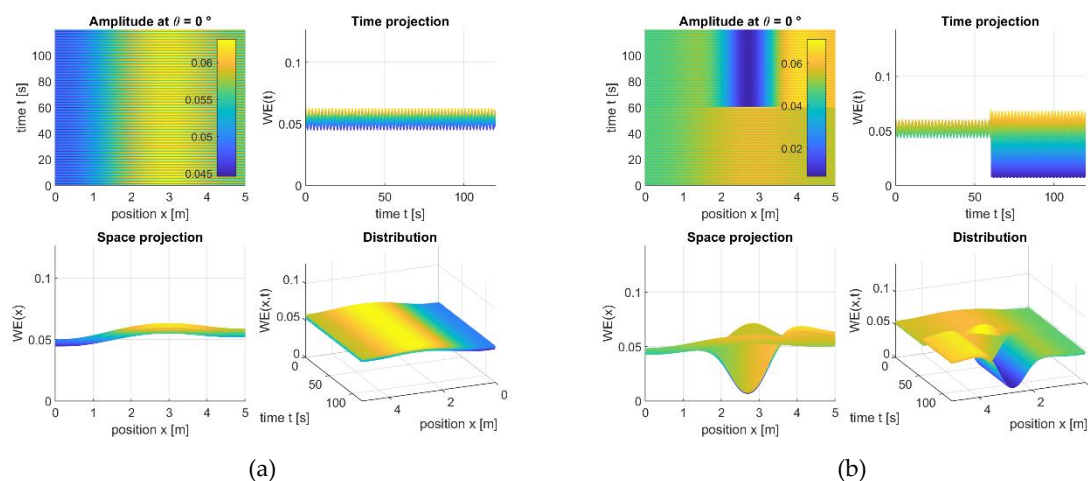 Amplitude at θ = 0 °
120
100
80
60
40
20
0
time t [s]
0 1 2 3 4 5
position x [m]
0.06
0.055
0.05
0.045
Time projection
0.1
0.05
0
WE(t)
0 50 100
time t [s]
Space projection
0.1
0.05
0
WE(x)
0 1 2 3 4 5
position x [m]
Distribution
0.1
0.05
0
WE(x,t)
0
50
100
time t [s]
4 2 0
position x [m]
(a)
Amplitude at θ = 0 °
120
100
80
60
40
20
0
time t [s]
0 1 2 3 4 5
position x [m]
0.06
0.04
0.02
Time projection
0.1
0.05
0
WE(t)
0 50 100
time t [s]
Space projection
0.1
0.05
0
WE(x)
0 1 2 3 4 5
position x [m]
Distribution
0.1
0.05
0
WE(x,t)
0
50
100
time t [s]
4 2 0
position x [m]
(b)